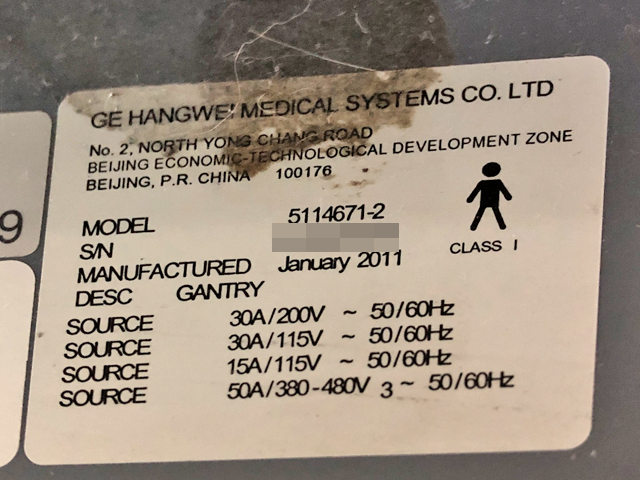 GE HANGWEI MEDICAL SYSTEMS CO. LTD
No. 2, NORTH YONG CHANG ROAD
BEIJING ECONOMIC-TECHNOLOGICAL DEVELOPMENT ZONE
BEIJING, P.R. CHINA 100176
MODEL 5114671-2
S/N
MANUFACTURED January 2011
DESC GANTRY
CLASS I
SOURCE 30A/200V ~ 50/60Hz
SOURCE 30A/115V ~ 50/60Hz
SOURCE 15A/115V ~ 50/60Hz
SOURCE 50A/380-480V 3~ 50/60Hz
9